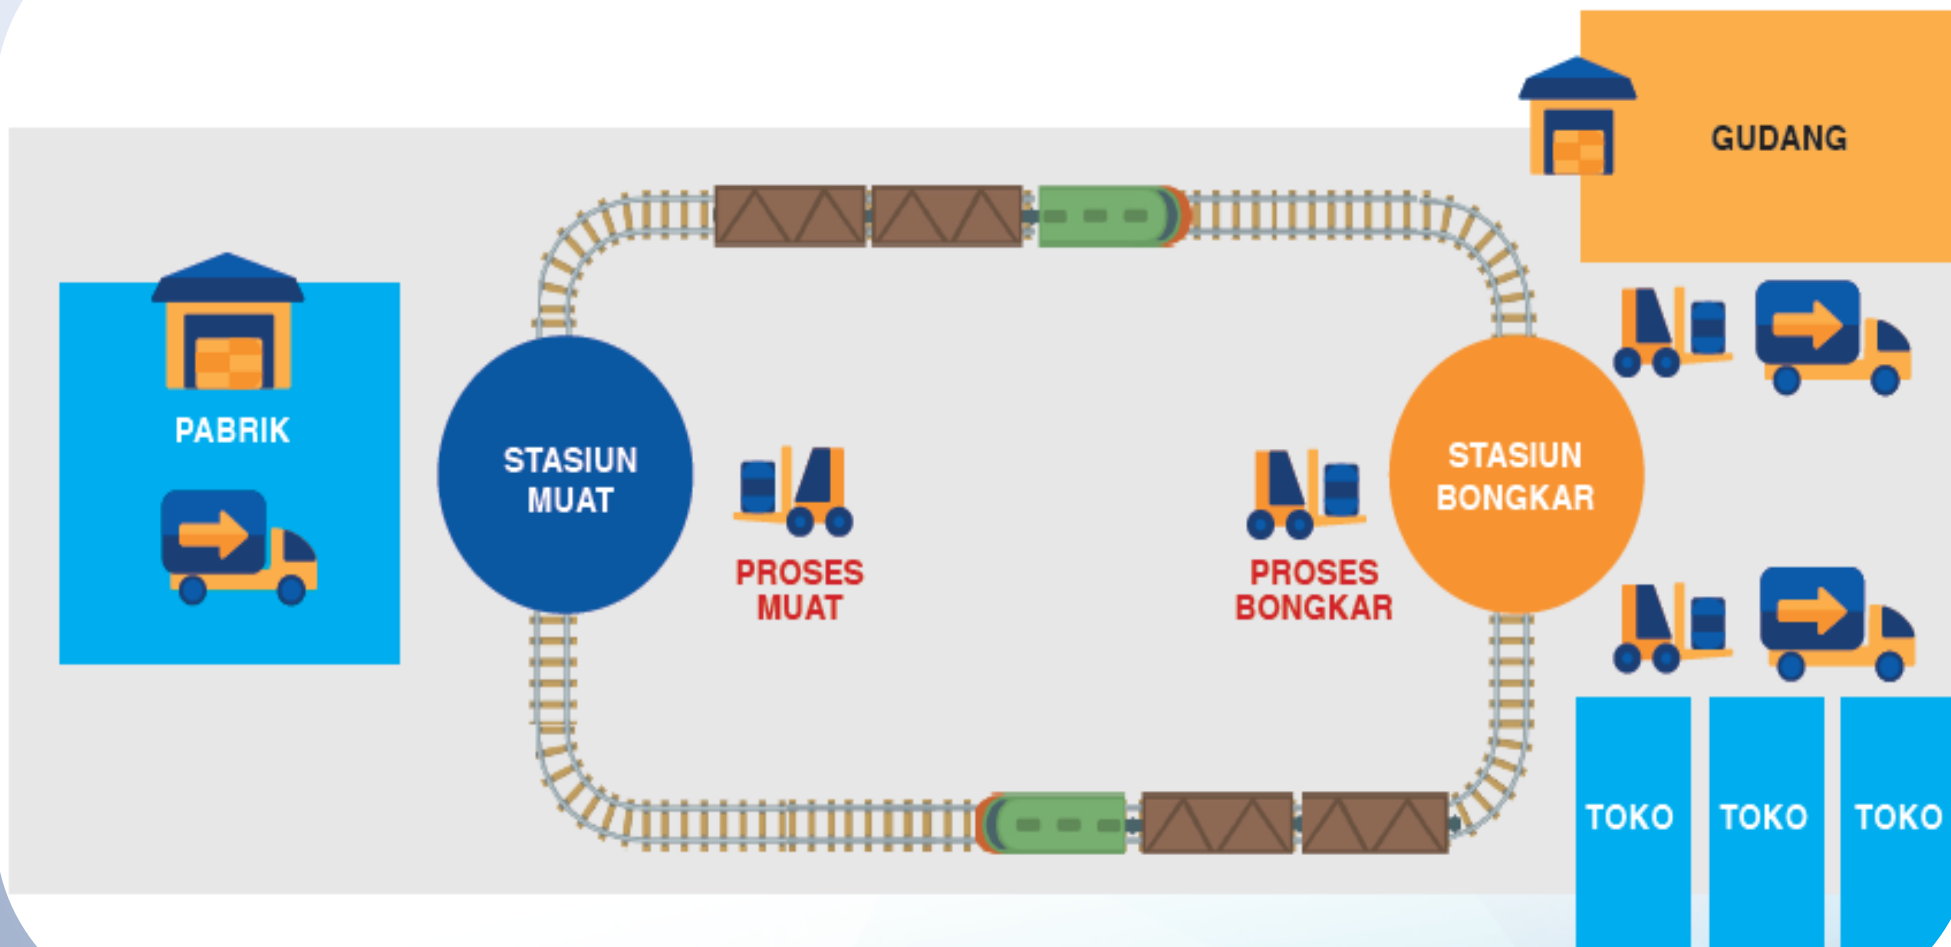 GUDANG
PABRIK
STASIUN
MUAT
PROSES
MUAT
PROSES
BONGKAR
STASIUN
BONGKAR
TOKO
TOKO
TOKO